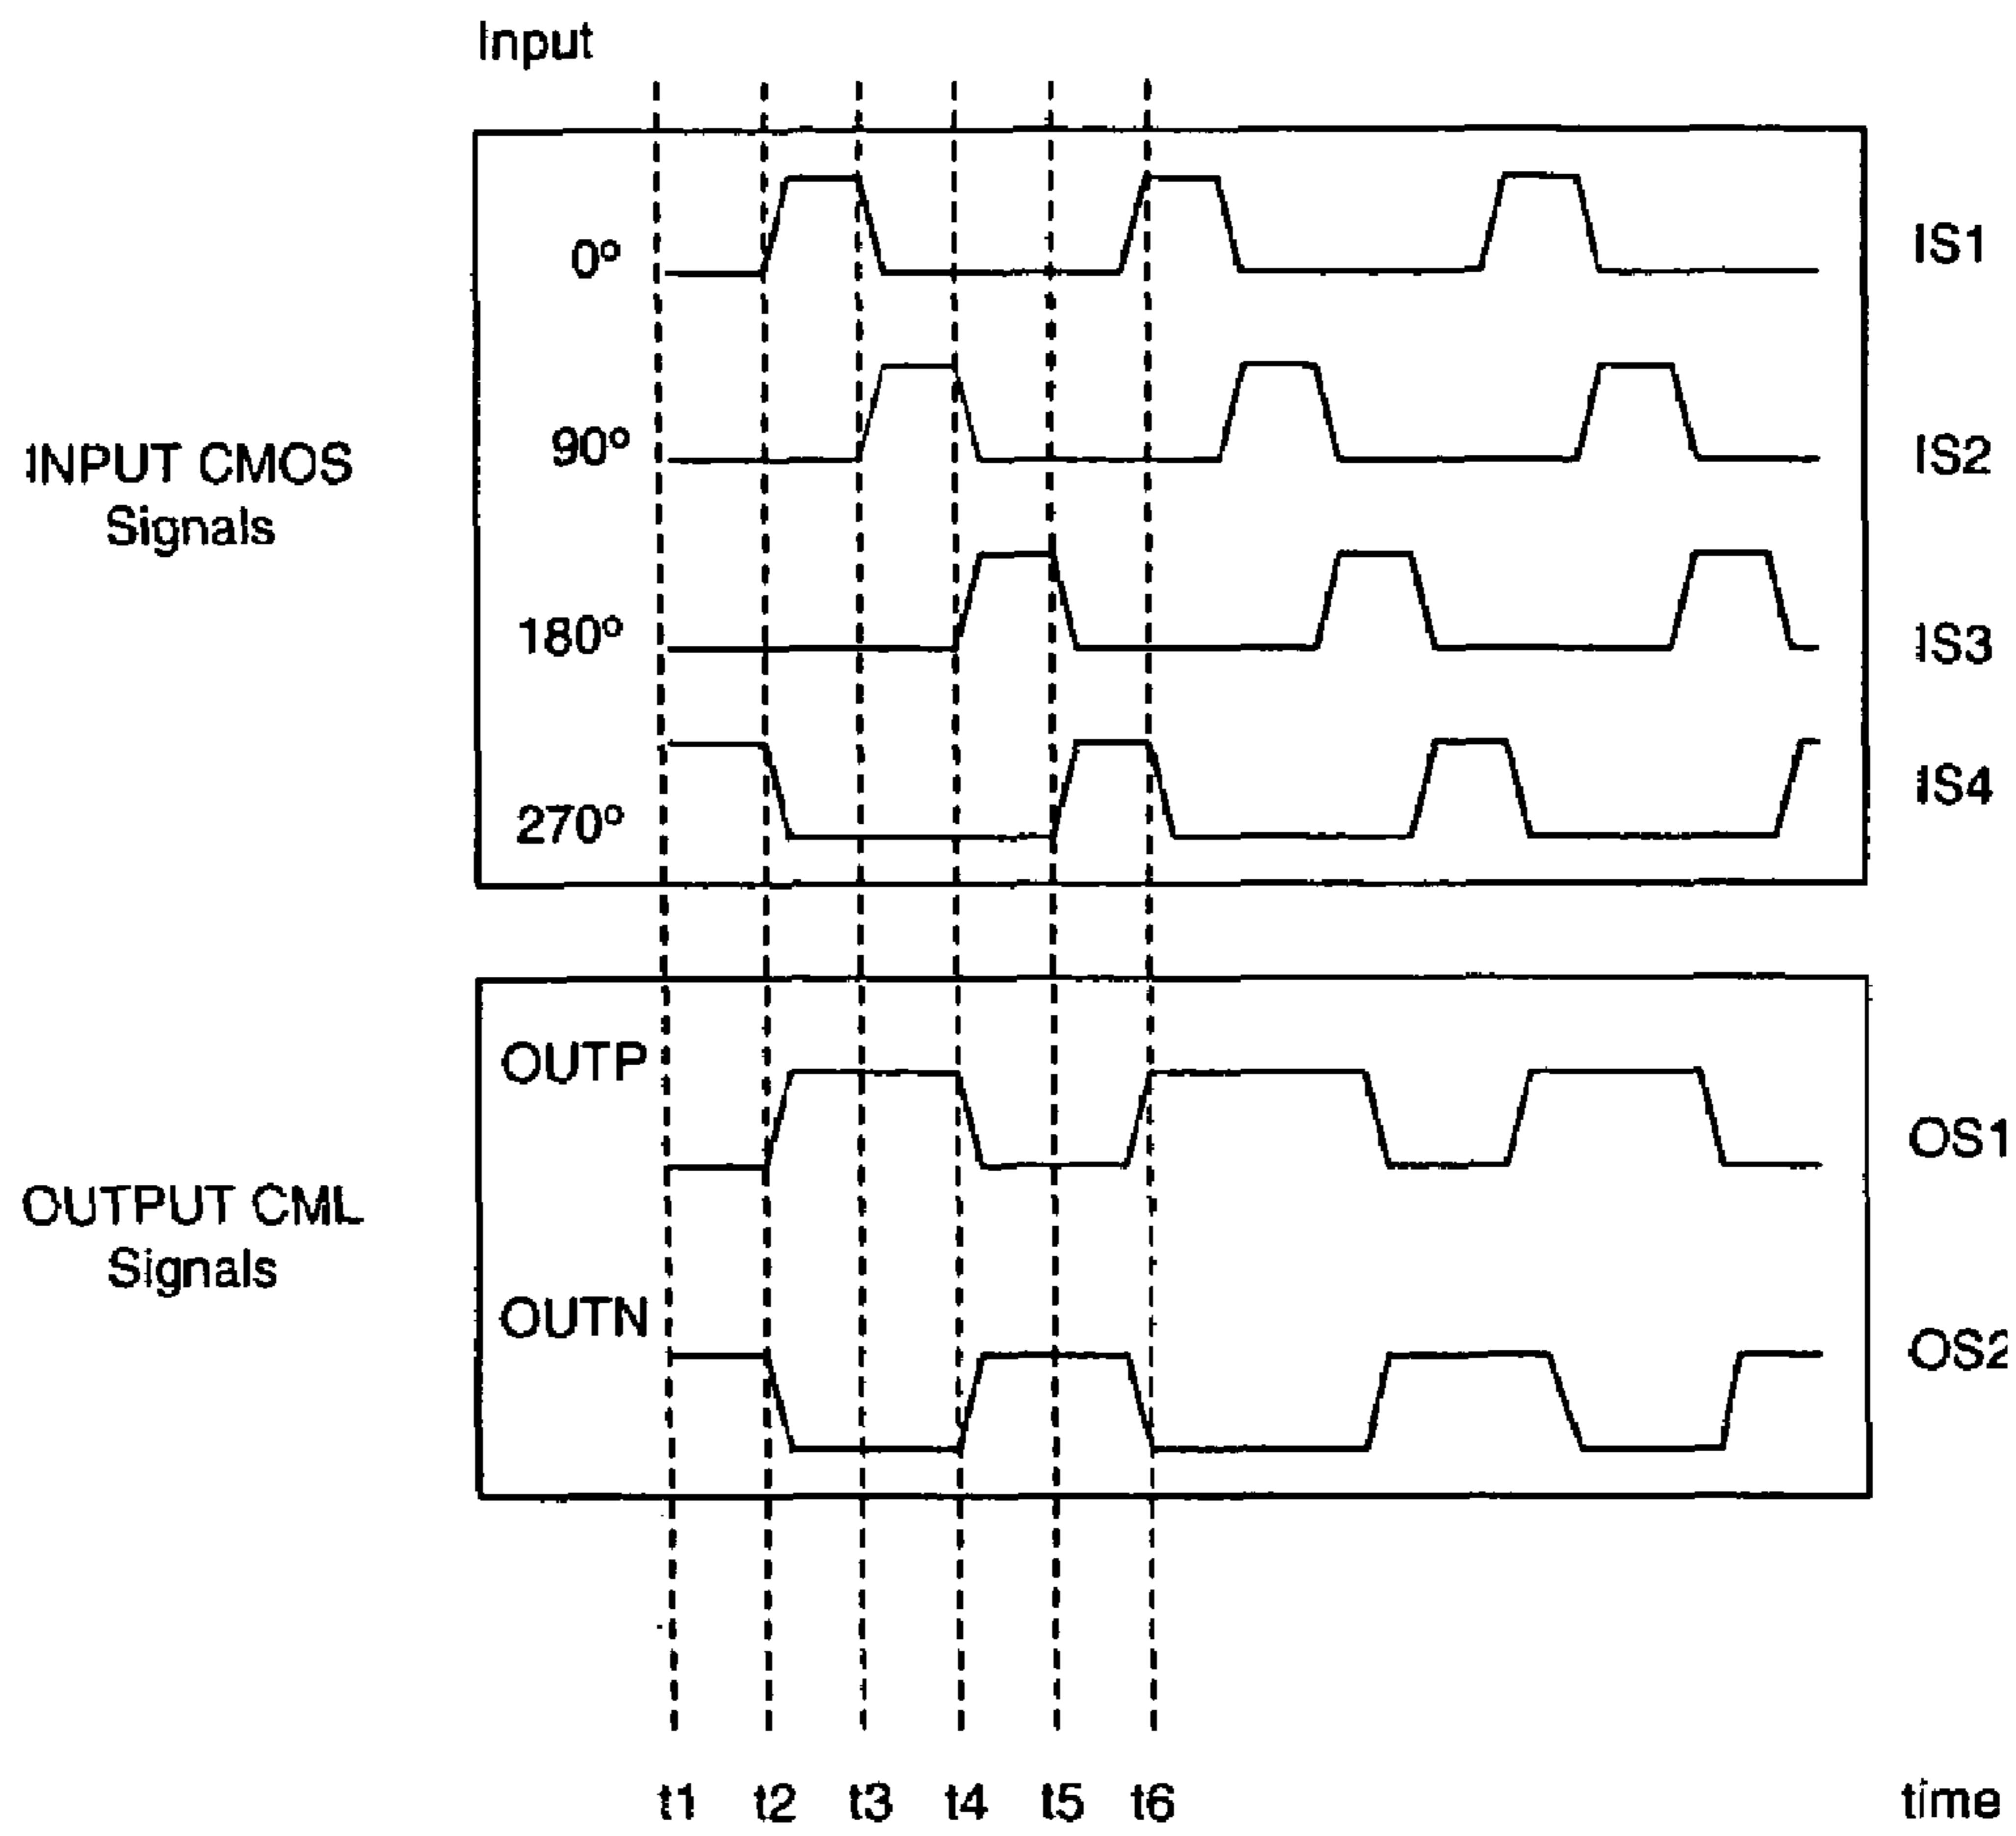 Input
0° IS1
90° IS2
INPUT CMOS
Signals
180° IS3
270° IS4
OUTP
OS1
OUTPUT CML
Signals
OUTN
OS2
t1 t2 t3 t4 t5 t6 time